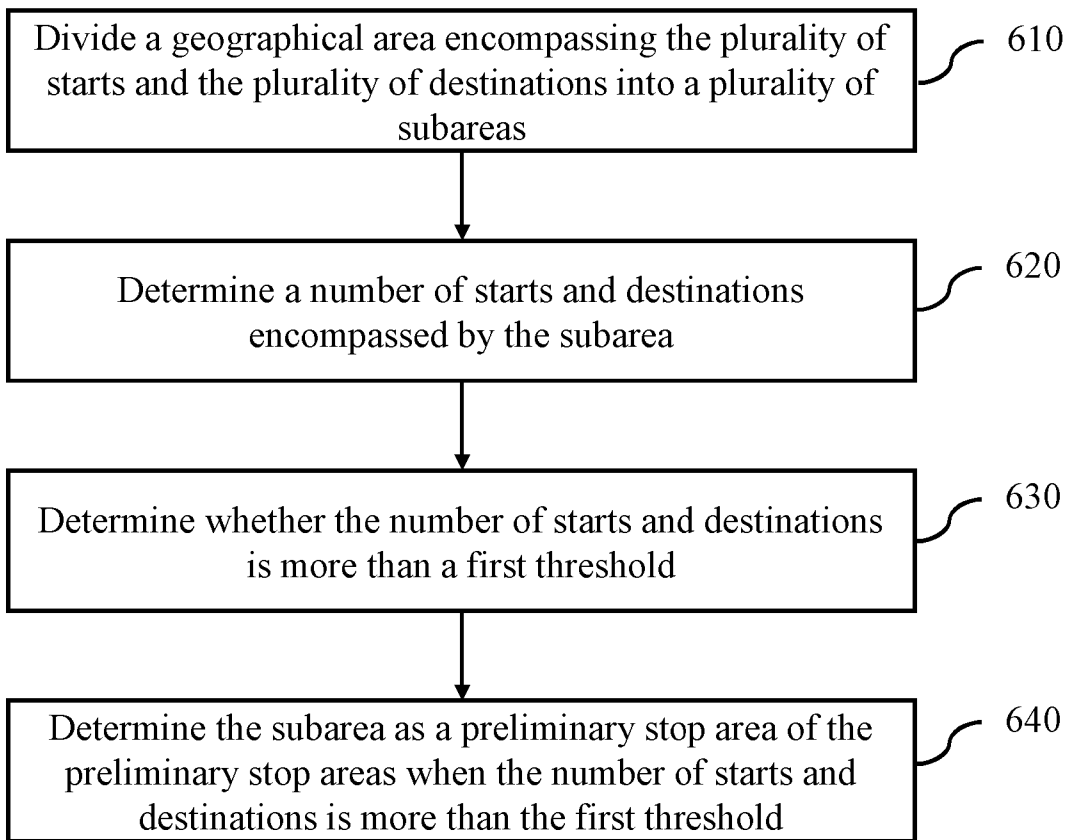 Divide a geographical area encompassing the plurality of
starts and the plurality of destinations into a plurality of
subareas
610
Determine a number of starts and destinations
encompassed by the subarea
620
Determine whether the number of starts and destinations
is more than a first threshold
630
Determine the subarea as a preliminary stop area of the
preliminary stop areas when the number of starts and
destinations is more than the first threshold
640